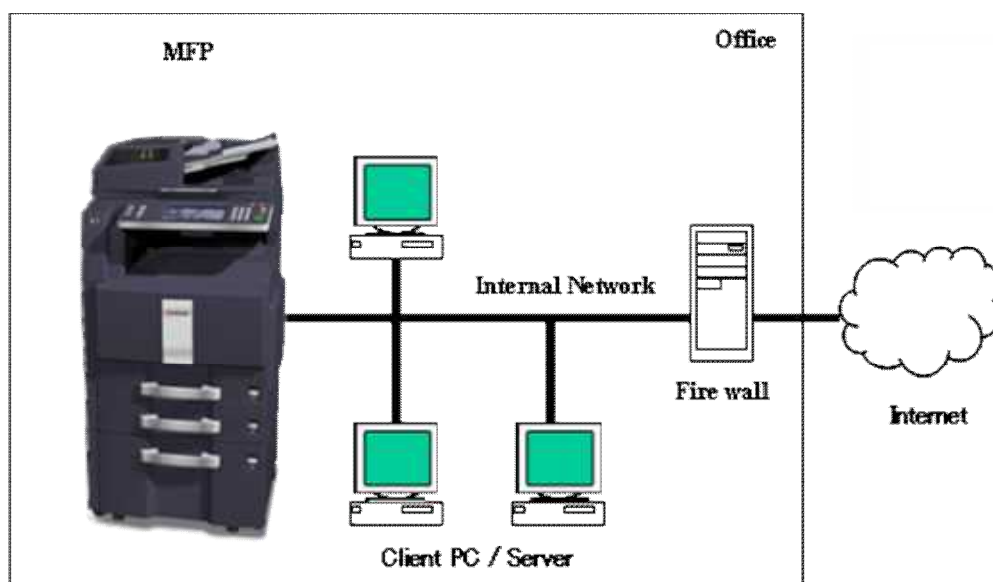 MFP
Office
Internal Network
Fire wall
Internet
Client PC / Server